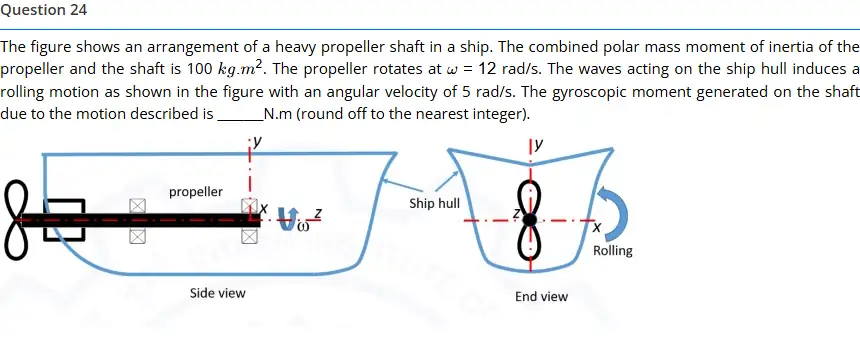 Question 24
The figure shows an arrangement of a heavy propeller shaft in a ship. The combined polar mass moment of inertia of the
propeller and the shaft is 100 kg.m². The propeller rotates at ω = 12 rad/s. The waves acting on the ship hull induces a
rolling motion as shown in the figure with an angular velocity of 5 rad/s. The gyroscopic moment generated on the shaft
due to the motion described is ______N.m (round off to the nearest integer).
y
y
propeller
x
z
ω
Ship hull
z
x
Rolling
Side view
End view